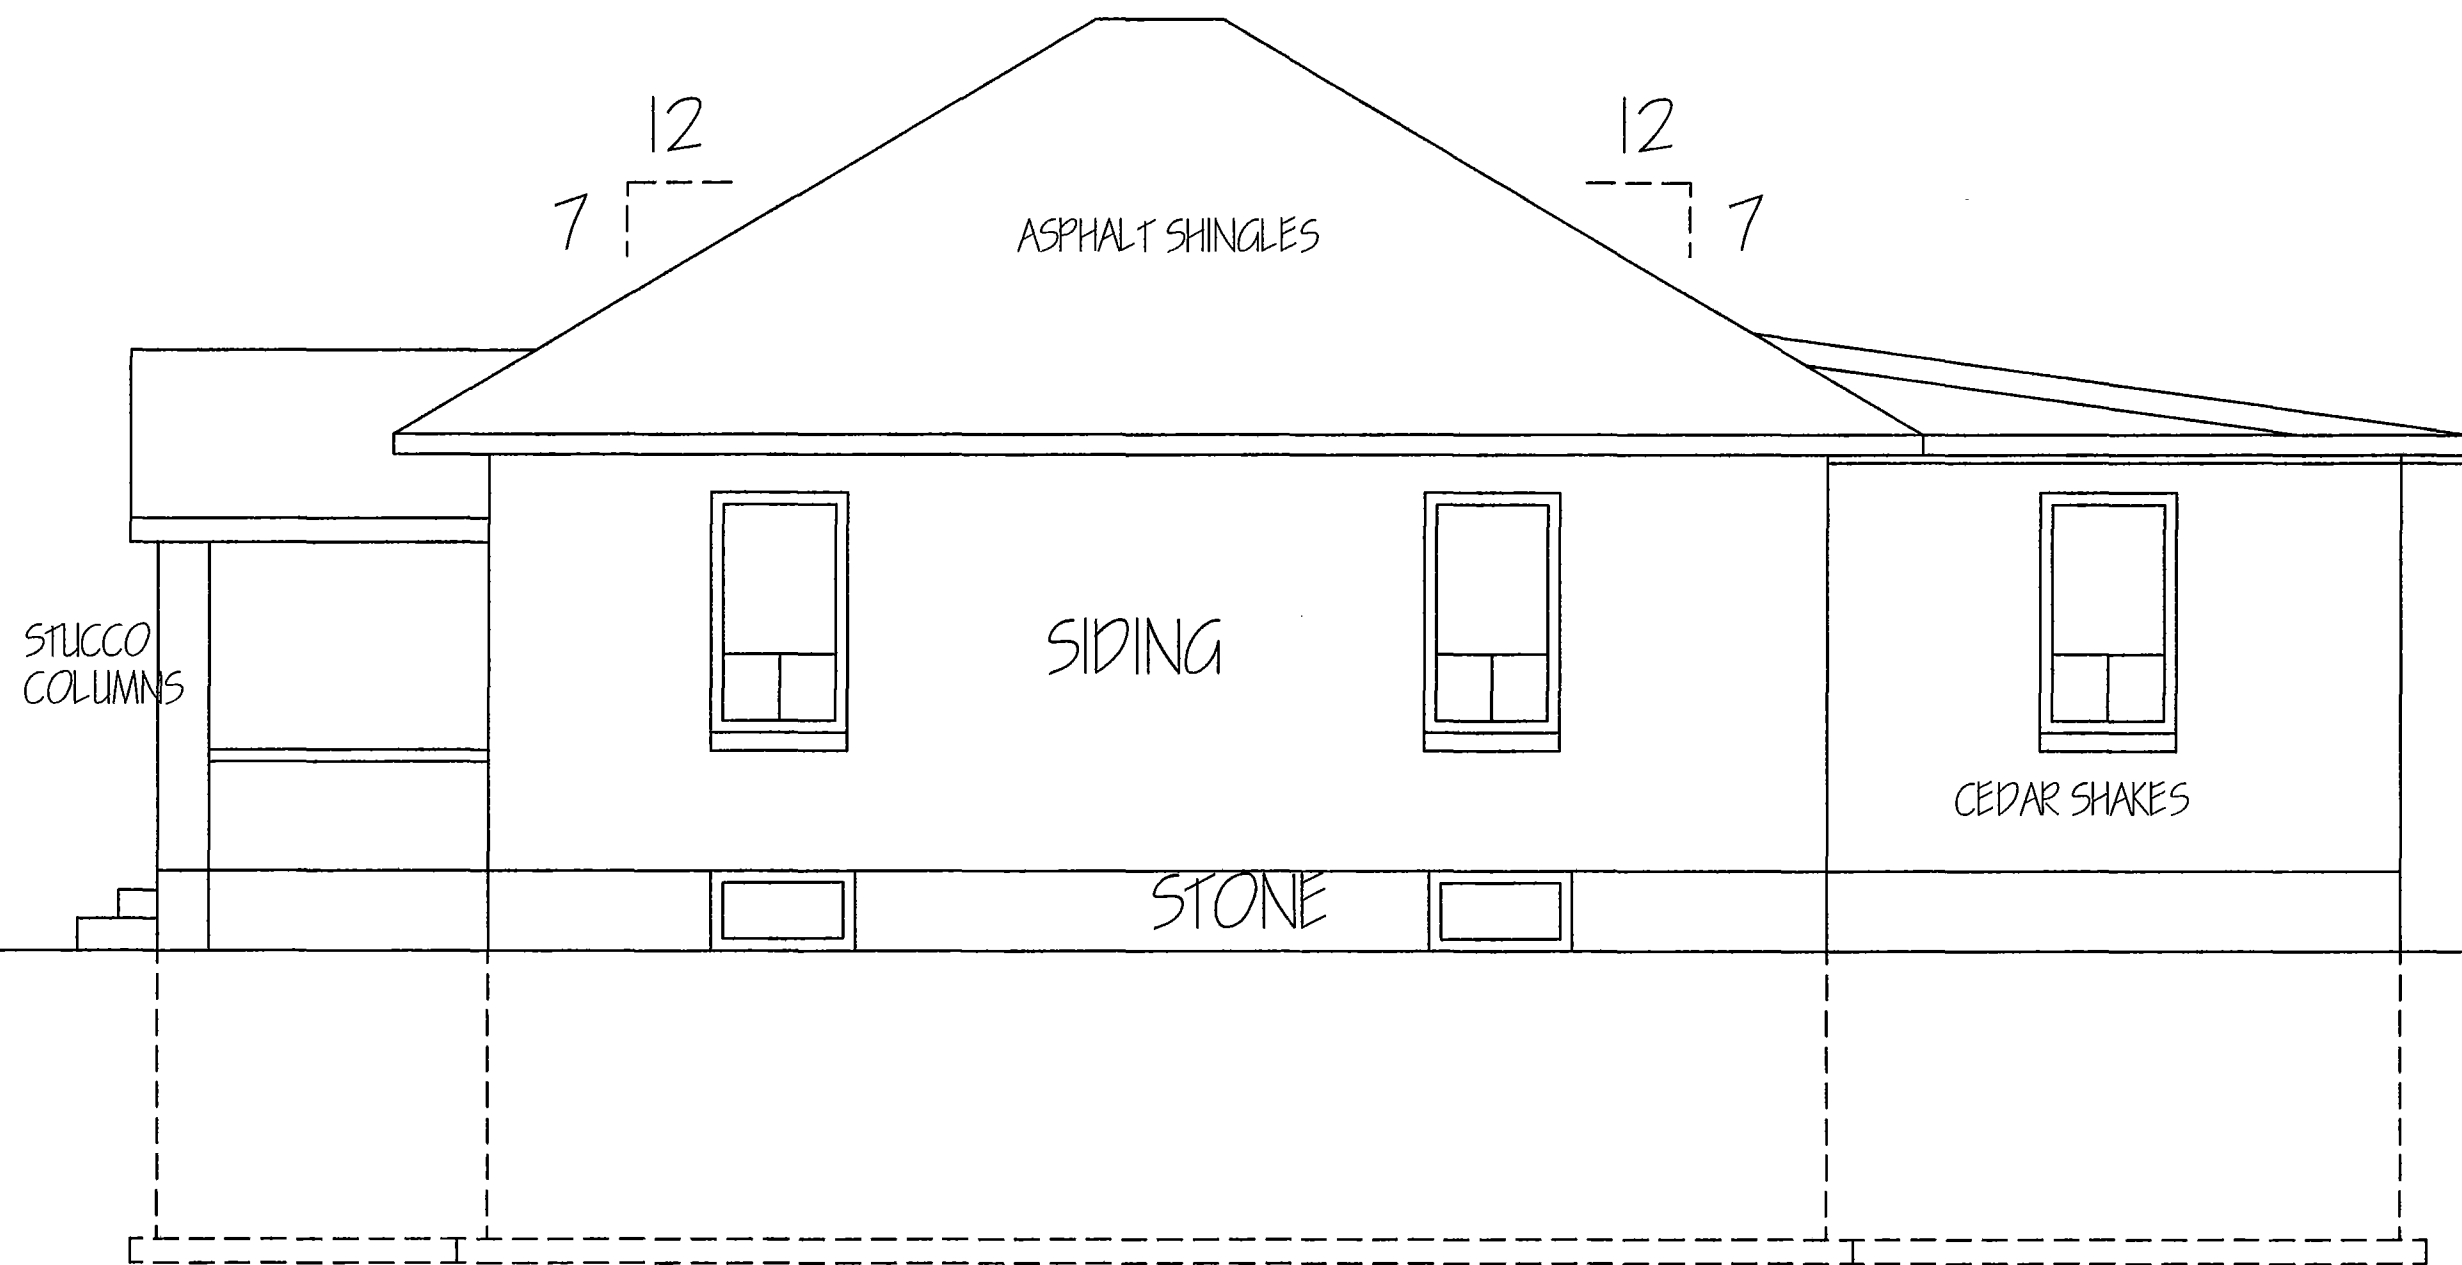 12
12
7
7
ASPHALT SHINGLES
STUCCO
COLUMNS
SIDING
CEDAR SHAKES
STONE